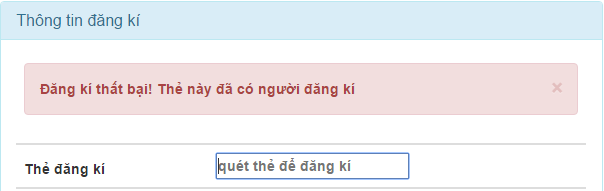 Thông tin đăng kí
Đăng kí thất bại! Thẻ này đã có người đăng kí
×
Thẻ đăng kí
quét thẻ để đăng kí